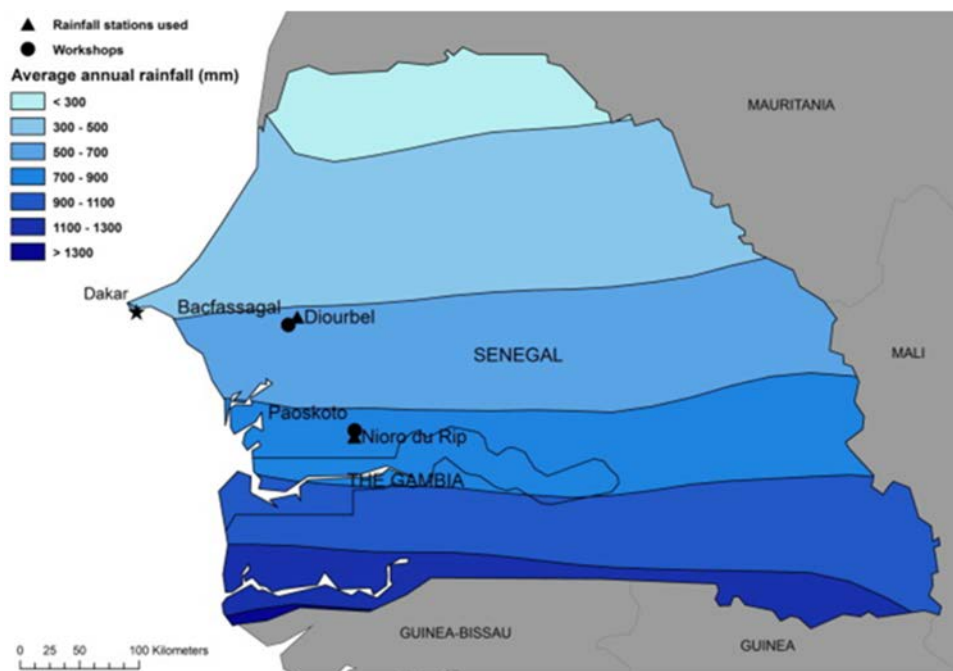 Rainfall stations used
Workshops
Average annual rainfall (mm)
< 300
300 - 500
500 - 700
700 - 900
900 - 1100
1100 - 1300
> 1300
MAURITANIA
Dakar
Bacfassagal
Diourbel
SENEGAL
MALI
Paoskoto
Nioro du Rip
THE GAMBIA
GUINEA-BISSAU
GUINEA
0 25 50 100 Kilometers